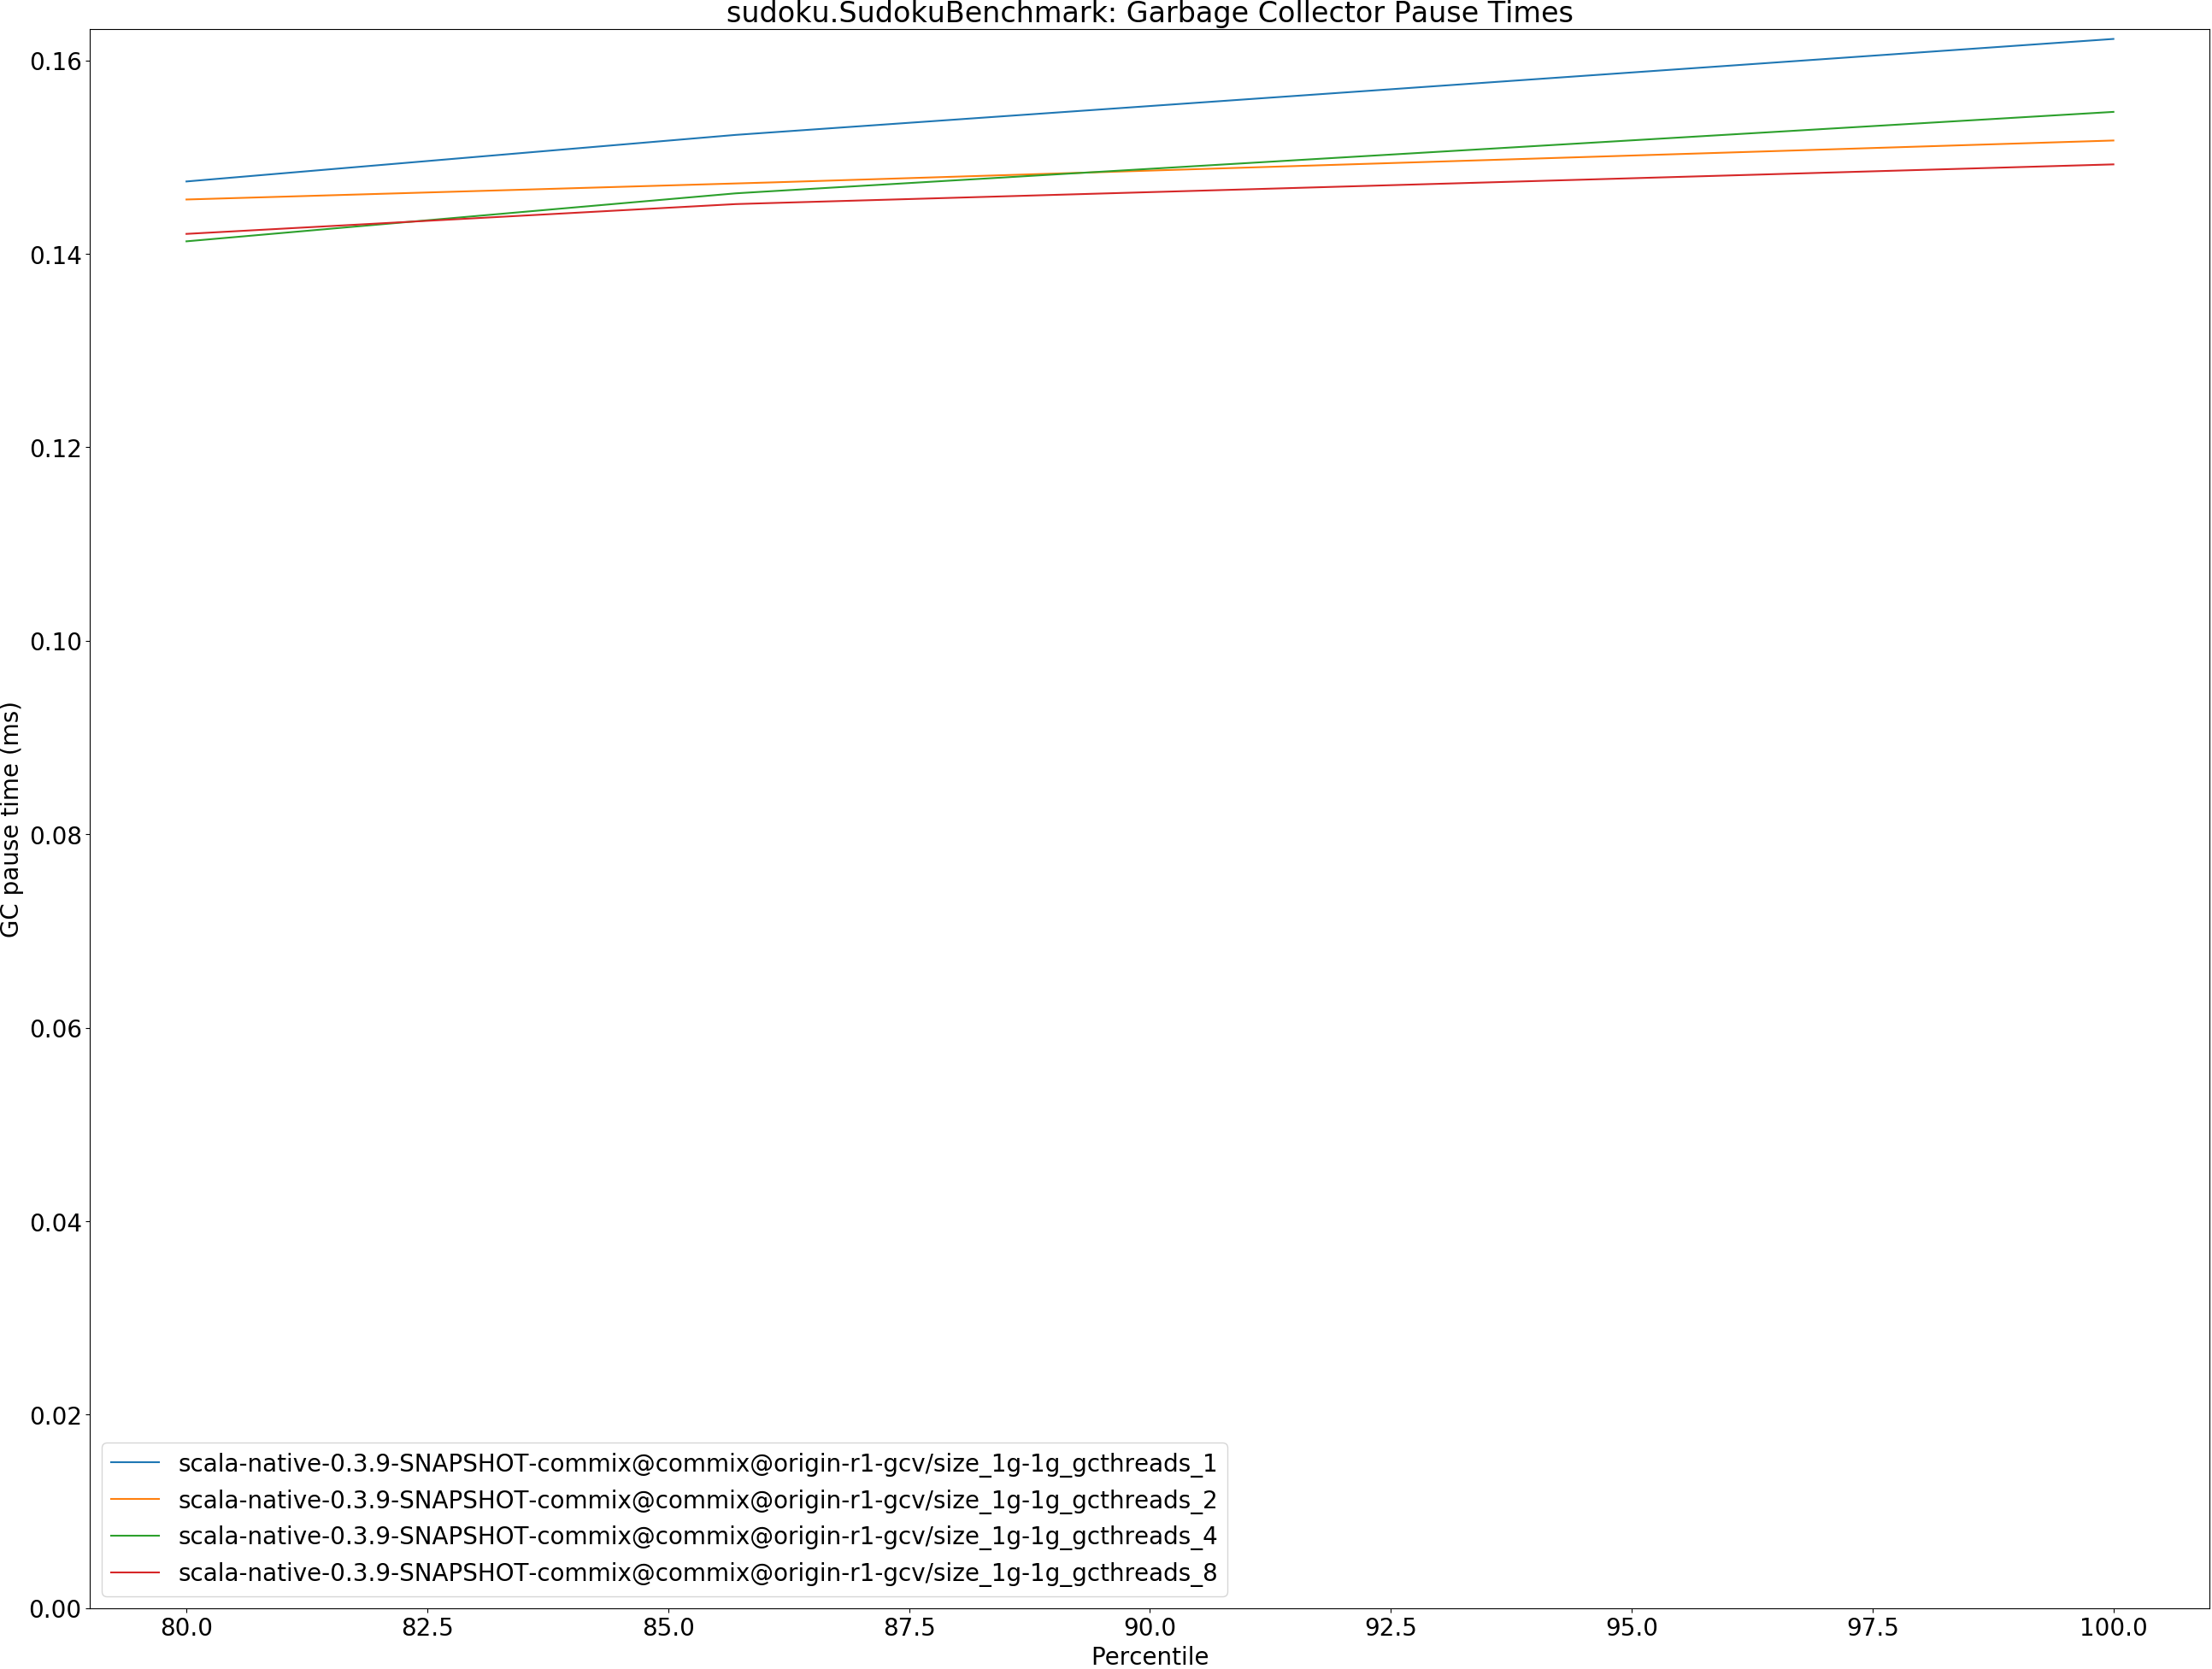 sudoku.SudokuBenchmark: Garbage Collector Pause Times
0.16
0.14
0.12
0.10
0.08
0.06
0.04
0.02
0.00
GC pause time (ms)
scala-native-0.3.9-SNAPSHOT-commix@commix@origin-r1-gcv/size_1g-1g_gcthreads_1
scala-native-0.3.9-SNAPSHOT-commix@commix@origin-r1-gcv/size_1g-1g_gcthreads_2
scala-native-0.3.9-SNAPSHOT-commix@commix@origin-r1-gcv/size_1g-1g_gcthreads_4
scala-native-0.3.9-SNAPSHOT-commix@commix@origin-r1-gcv/size_1g-1g_gcthreads_8
80.0 82.5 85.0 87.5 90.0 92.5 95.0 97.5 100.0
Percentile